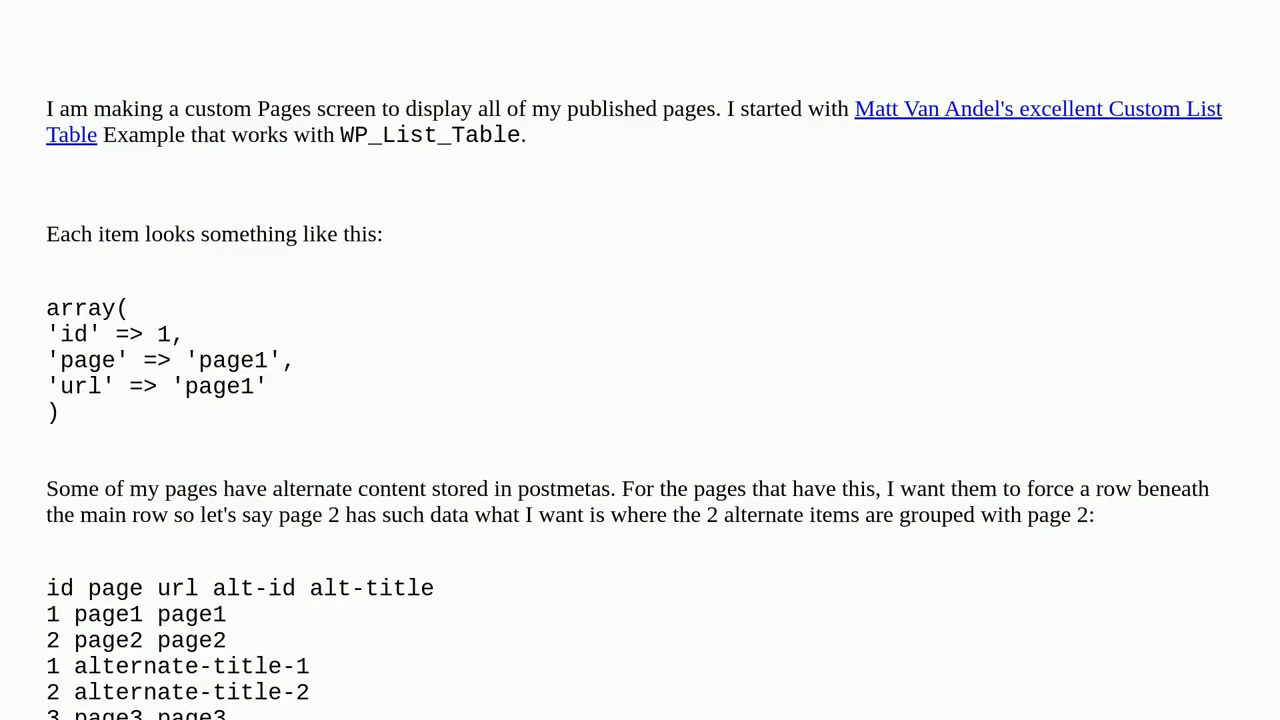 I am making a custom Pages screen to display all of my published pages. I started with Matt Van Andel's excellent Custom List
Table Example that works with WP_List_Table.
Each item looks something like this:
array(
'id' => 1,
'page' => 'page1',
'url' => 'page1'
)
Some of my pages have alternate content stored in postmetas. For the pages that have this, I want them to force a row beneath
the main row so let's say page 2 has such data what I want is where the 2 alternate items are grouped with page 2:
id page url alt-id alt-title
1 page1 page1
2 page2 page2
1 alternate-title-1
2 alternate-title-2
3 page3 page3